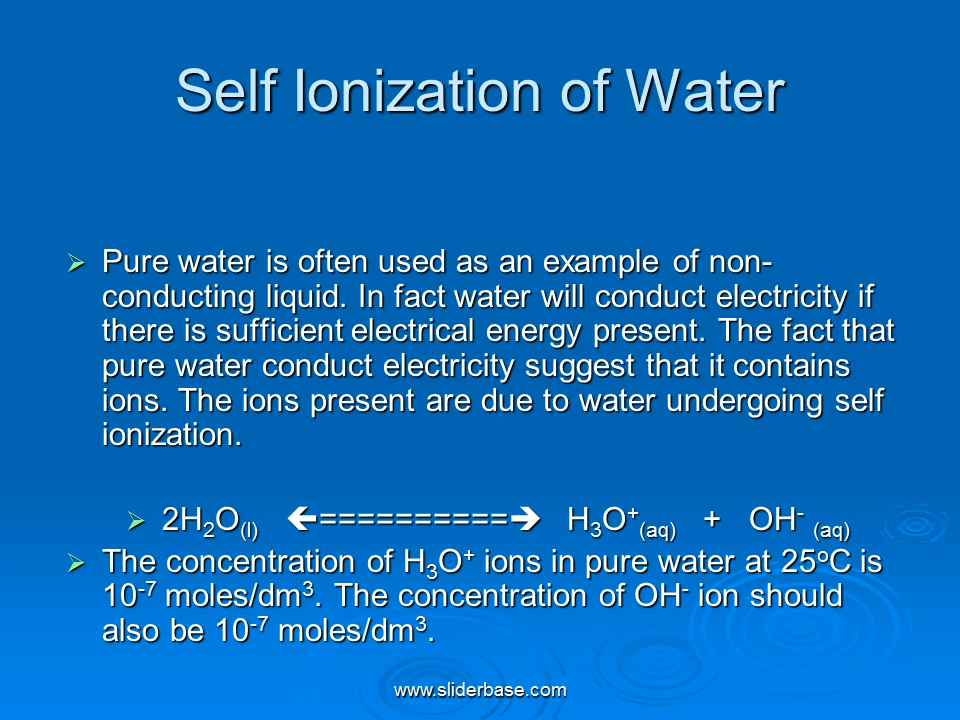 Self Ionization of Water
➢ Pure water is often used as an example of non-
conducting liquid. In fact water will conduct electricity if
there is sufficient electrical energy present. The fact that
pure water conduct electricity suggest that it contains
ions. The ions present are due to water undergoing self
ionization.
➢ 2H₂O(l) 🡸==========🡺 H₃O⁺(aq) + OH⁻ (aq)
➢ The concentration of H₃O⁺ ions in pure water at 25ᵒC is
10⁻⁷ moles/dm³. The concentration of OH⁻ ion should
also be 10⁻⁷ moles/dm³.
www.sliderbase.com